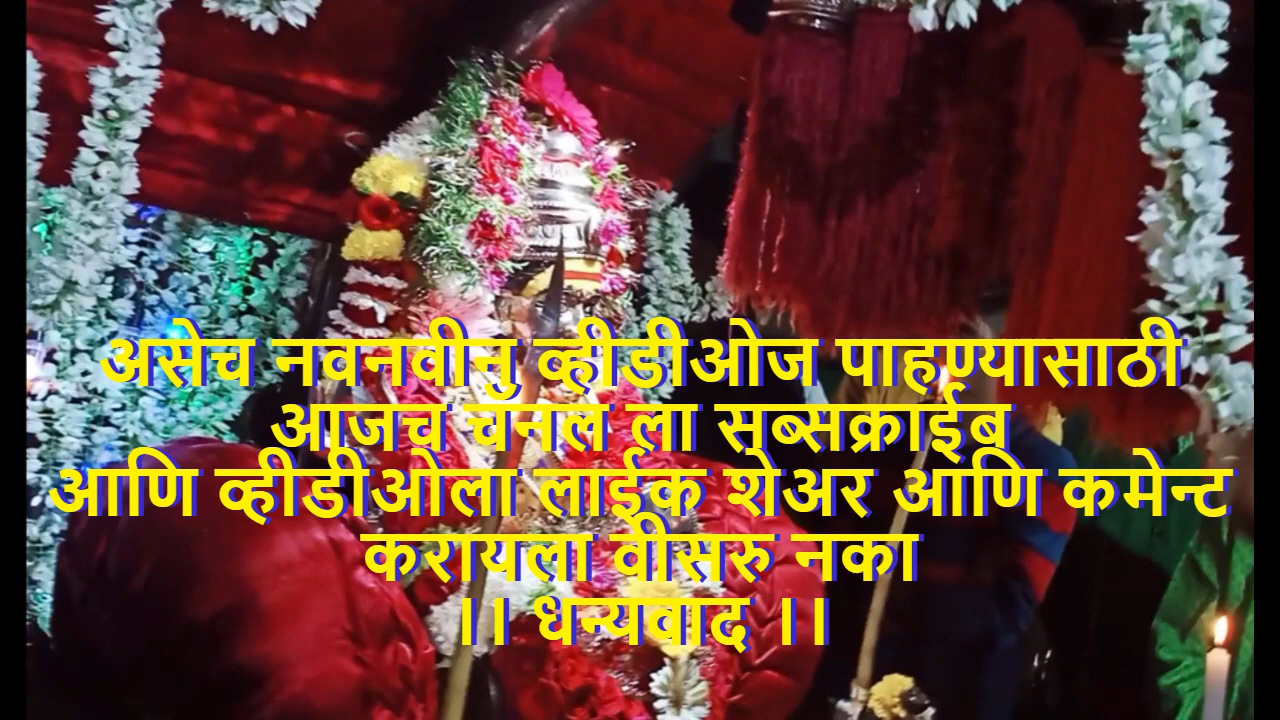 असेच नवनवीनु व्हीडीओज पाहण्यासाठी
आजच चॅनल ला सब्सक्राईब
आणि व्हीडीओला लाईक शेअर आणि कमेन्ट
करायला वीसरु नका
।। धन्यवाद ।।